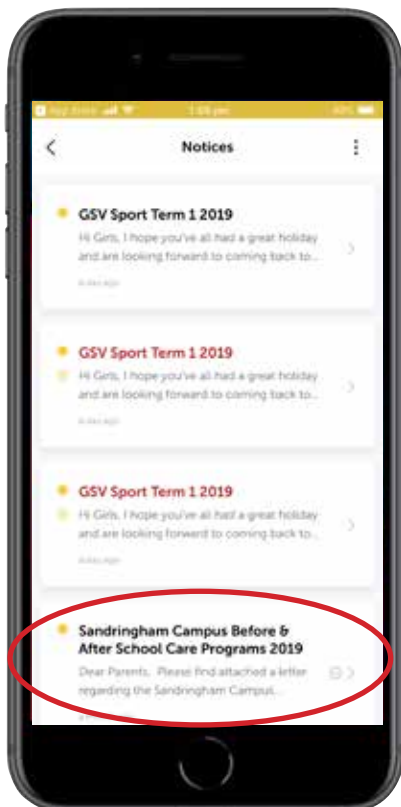 App Store
Notices
GSV Sport Term 1 2019
Hi Girls, I hope you've all had a great holiday
and are looking forward to coming back to...
GSV Sport Term 1 2019
Hi Girls, I hope you've all had a great holiday
and are looking forward to coming back to...
GSV Sport Term 1 2019
Hi Girls, I hope you've all had a great holiday
and are looking forward to coming back to...
Sandringham Campus Before &
After School Care Programs 2019
Dear Parents, Please find attached a letter
regarding the Sandringham Campus...